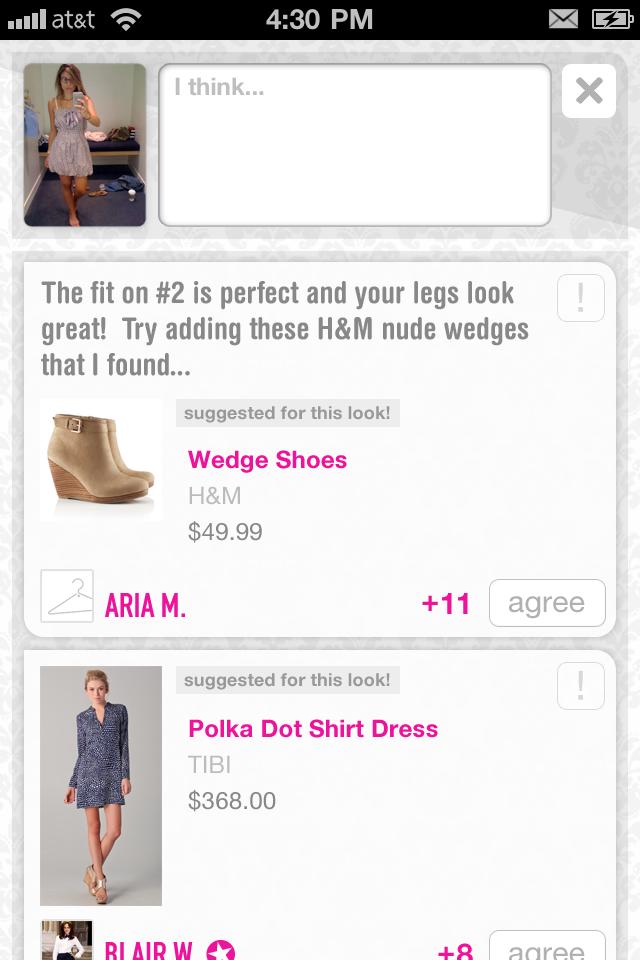 at&t 4:30 PM
I think...
The fit on #2 is perfect and your legs look
great! Try adding these H&M nude wedges
that I found...
!
suggested for this look!
Wedge Shoes
H&M
$49.99
ARIA M. +11 agree
suggested for this look!
!
Polka Dot Shirt Dress
TIBI
$368.00
BLAIR W +8 agree